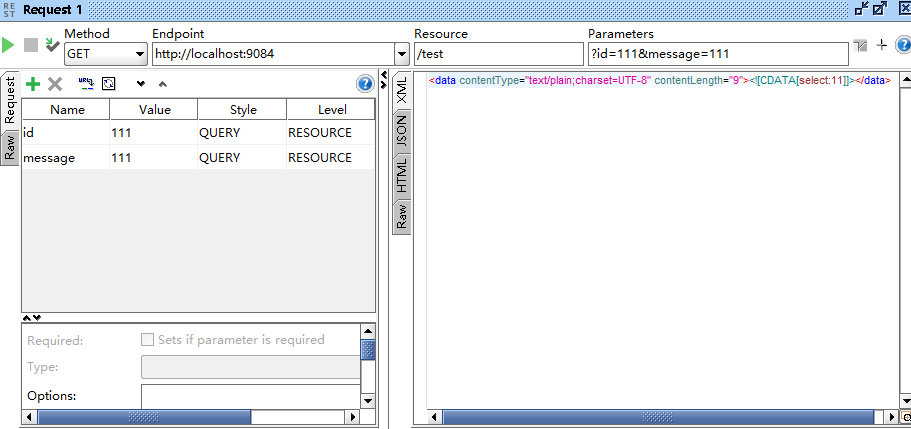 REST Request 1
Method Endpoint Resource Parameters
GET http://localhost:9084 /test ?id=111&message=111
Request
Raw
Name Value Style Level
id 111 QUERY RESOURCE
message 111 QUERY RESOURCE
Required: Sets if parameter is required
Type:
Options:
XML
JSON
HTML
Raw
<data contentType="text/plain;charset=UTF-8" contentLength="9"><![CDATA[select:11]]></data>